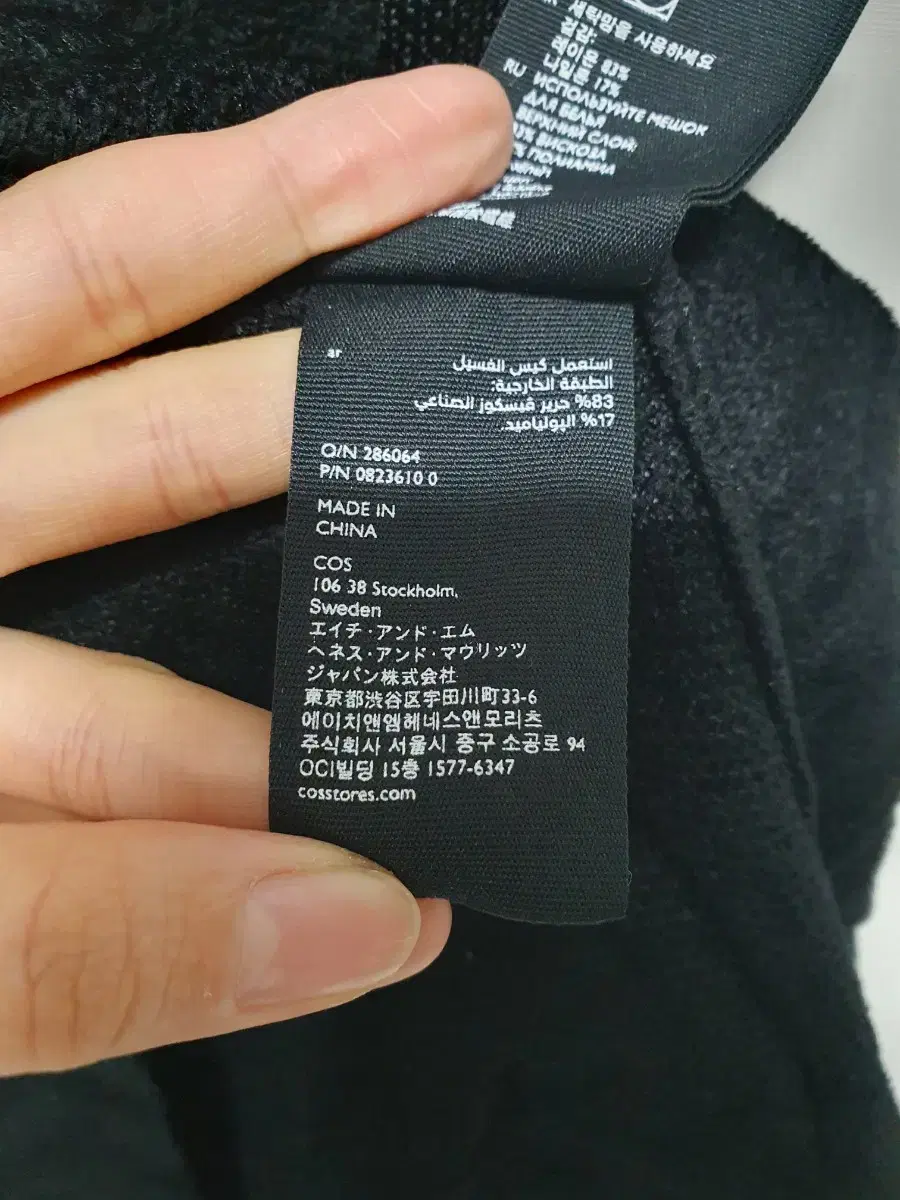 세탁망을 사용하세요
겉감:
레이온 83%
나일론 17%
RU ИСПОЛЬЗУЙТЕ МЕШОК
ДЛЯ БЕЛЬЯ
ВЕРХНИЙ СЛОЙ:
ВИСКОЗА
ПОЛИАМИД
ar
استعمل كيس الغسيل
الطبقة الخارجية:
83% حرير ڤيسكوز الصناعي
17% البولياميد.
O/N 286064
P/N 0823610 0
MADE IN
CHINA
COS
106 38 Stockholm,
Sweden
エイチ・アンド・エム
ヘネス・アンド・マウリッツ
ジャパン株式会社
東京都渋谷区宇田川町33-6
에이치앤엠헤네스앤모리츠
주식회사 서울시 중구 소공로 94
OCI빌딩 15층 1577-6347
cosstores.com